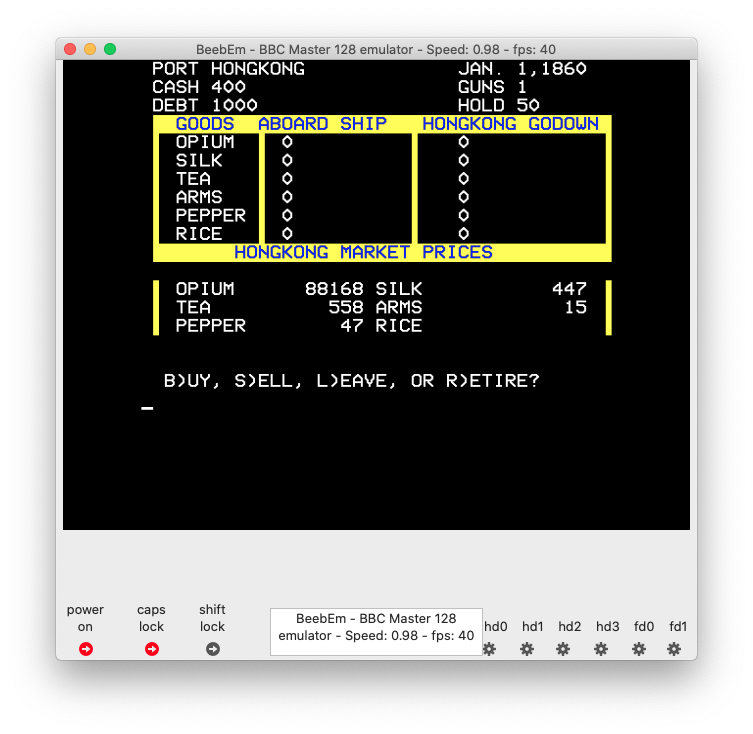 BeebEm - BBC Master 128 emulator - Speed: 0.98 - fps: 40
PORT HONGKONG JAN. 1,1860
CASH 400 GUNS 1
DEBT 1000 HOLD 50
GOODS ABOARD SHIP HONGKONG GODOWN
OPIUM 0 0
SILK 0 0
TEA 0 0
ARMS 0 0
PEPPER 0 0
RICE 0 0
HONGKONG MARKET PRICES
OPIUM 88168 SILK 447
TEA 558 ARMS 15
PEPPER 47 RICE
B)UY, S)ELL, L)EAVE, OR R)ETIRE?
_
power on
caps lock
shift lock
BeebEm - BBC Master 128
emulator - Speed: 0.98 - fps: 40
hd0 hd1 hd2 hd3 fd0 fd1